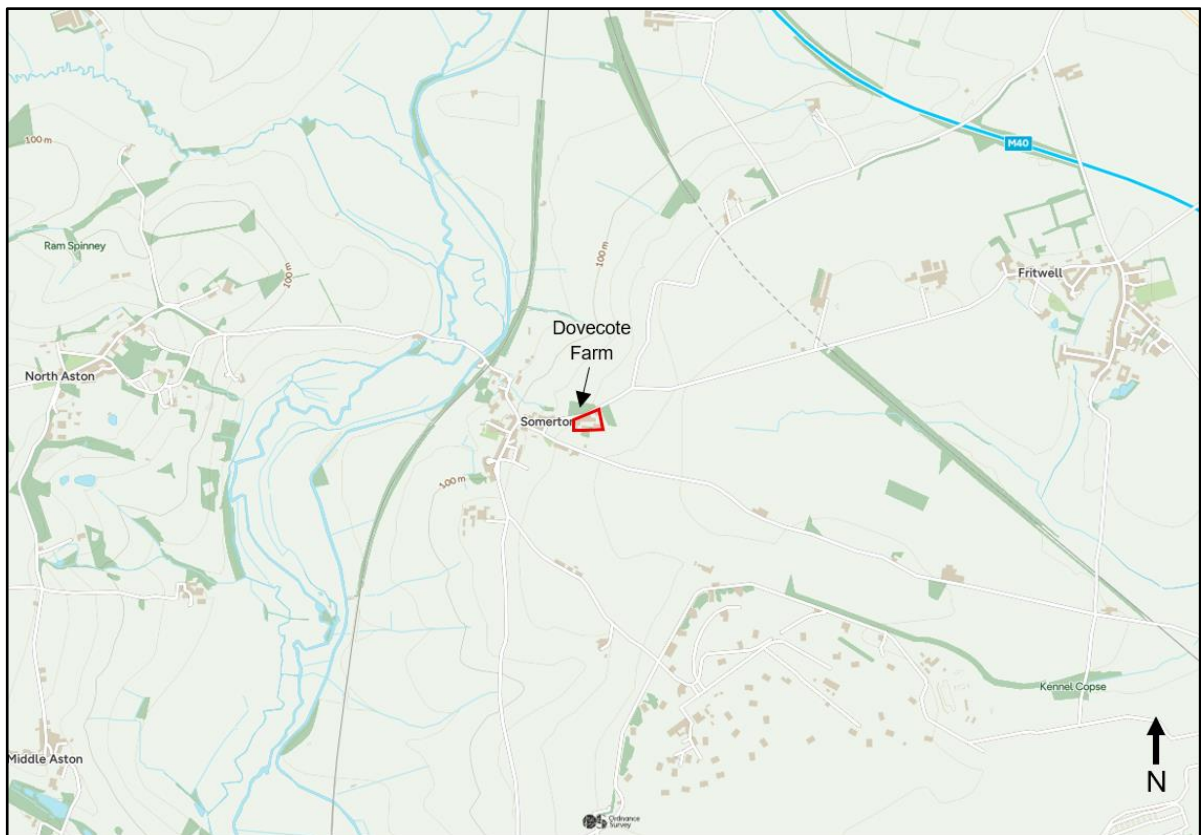 M40
100 m
Ram Spinney
100 m
100 m
Fritwell
Dovecote
Farm
North Aston
Somerton
100 m
Kennel Copse
Middle Aston
N
Ordnance
Survey